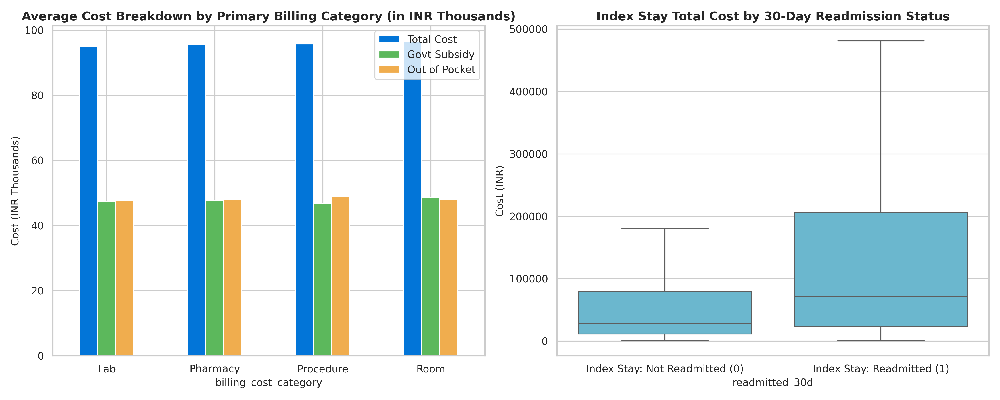 Average Cost Breakdown by Primary Billing Category (in INR Thousands)
Cost (INR Thousands)
100
80
60
40
20
0
Total Cost
Govt Subsidy
Out of Pocket
Lab
Pharmacy
Procedure
Room
billing_cost_category
Index Stay Total Cost by 30-Day Readmission Status
Cost (INR)
500000
400000
300000
200000
100000
0
Index Stay: Not Readmitted (0)
Index Stay: Readmitted (1)
readmitted_30d